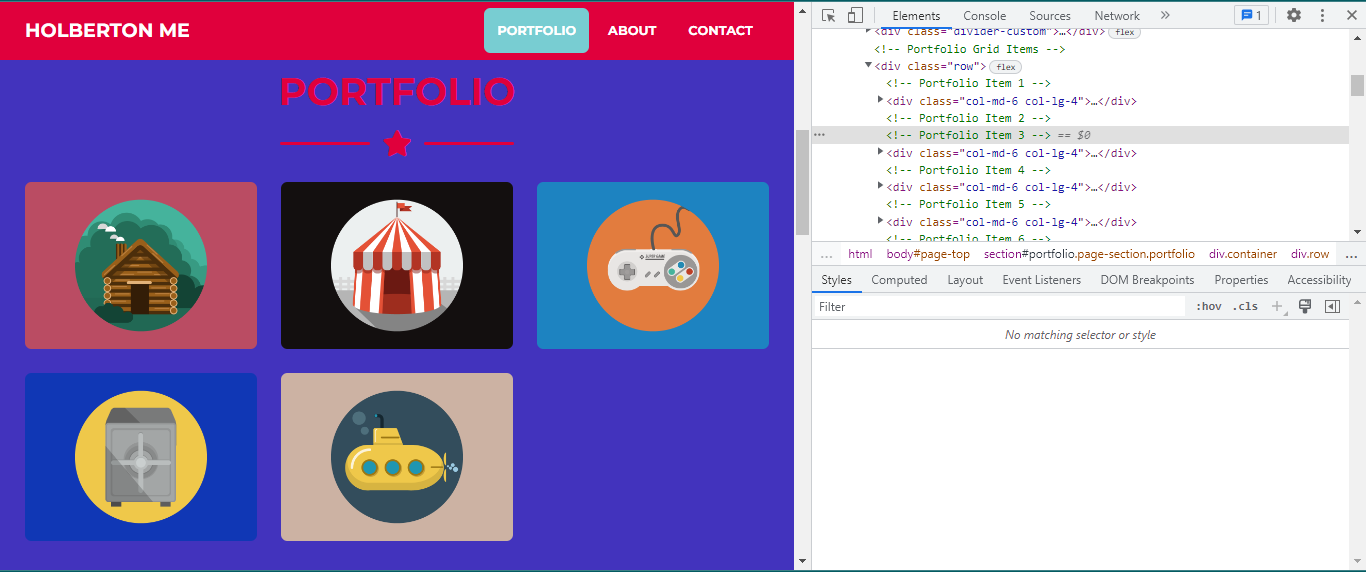 HOLBERTON ME
PORTFOLIO
ABOUT
CONTACT
PORTFOLIO
SUPER GAME
Elements
Console
Sources
Network
1
<div class="divider-custom">…</div> flex
<!-- Portfolio Grid Items -->
<div class="row"> flex
<!-- Portfolio Item 1 -->
<div class="col-md-6 col-lg-4">…</div>
<!-- Portfolio Item 2 -->
<!-- Portfolio Item 3 --> == $0
<div class="col-md-6 col-lg-4">…</div>
<!-- Portfolio Item 4 -->
<div class="col-md-6 col-lg-4">…</div>
<!-- Portfolio Item 5 -->
<div class="col-md-6 col-lg-4">…</div>
<!-- Portfolio Item 6 -->
... html body#page-top section#portfolio.page-section.portfolio div.container div.row ...
Styles Computed Layout Event Listeners DOM Breakpoints Properties Accessibility
Filter
:hov .cls
No matching selector or style